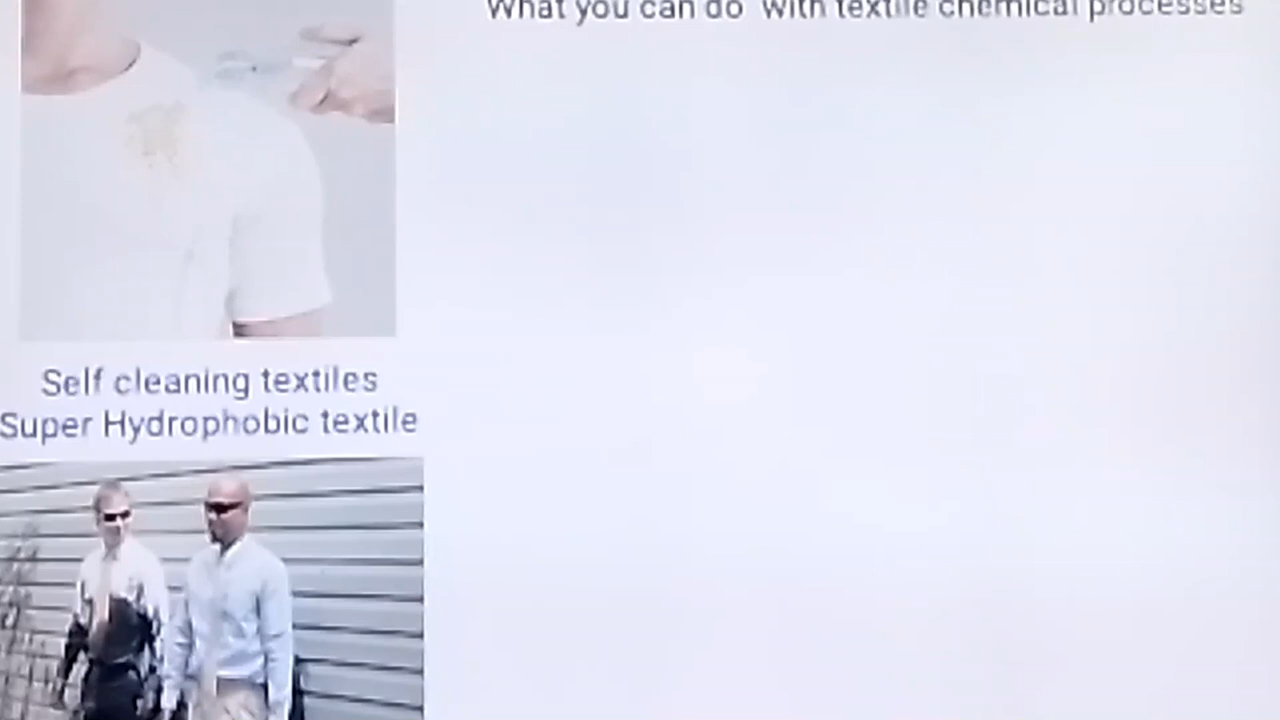 What you can do with textile chemical processes
Self cleaning textiles
Super Hydrophobic textile